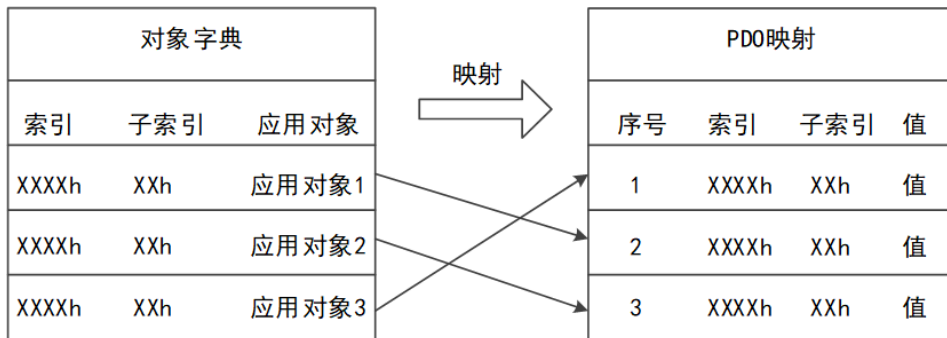 对象字典
索引 子索引 应用对象
XXXXh XXh 应用对象1
XXXXh XXh 应用对象2
XXXXh XXh 应用对象3
映射
PDO映射
序号 索引 子索引 值
1 XXXXh XXh 值
2 XXXXh XXh 值
3 XXXXh XXh 值